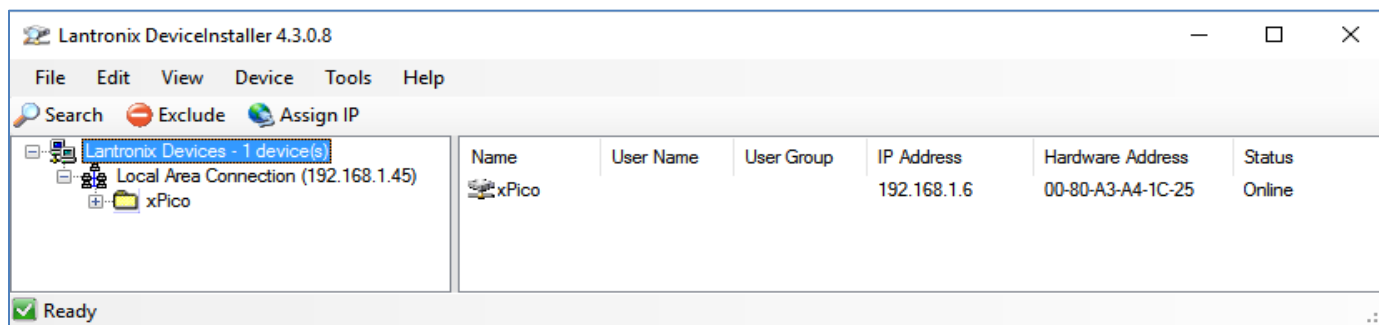 Lantronix DeviceInstaller 4.3.0.8
File Edit View Device Tools Help
Search Exclude Assign IP
Lantronix Devices - 1 device(s)
Local Area Connection (192.168.1.45)
xPico
Name User Name User Group IP Address Hardware Address Status
xPico 192.168.1.6 00-80-A3-A4-1C-25 Online
Ready